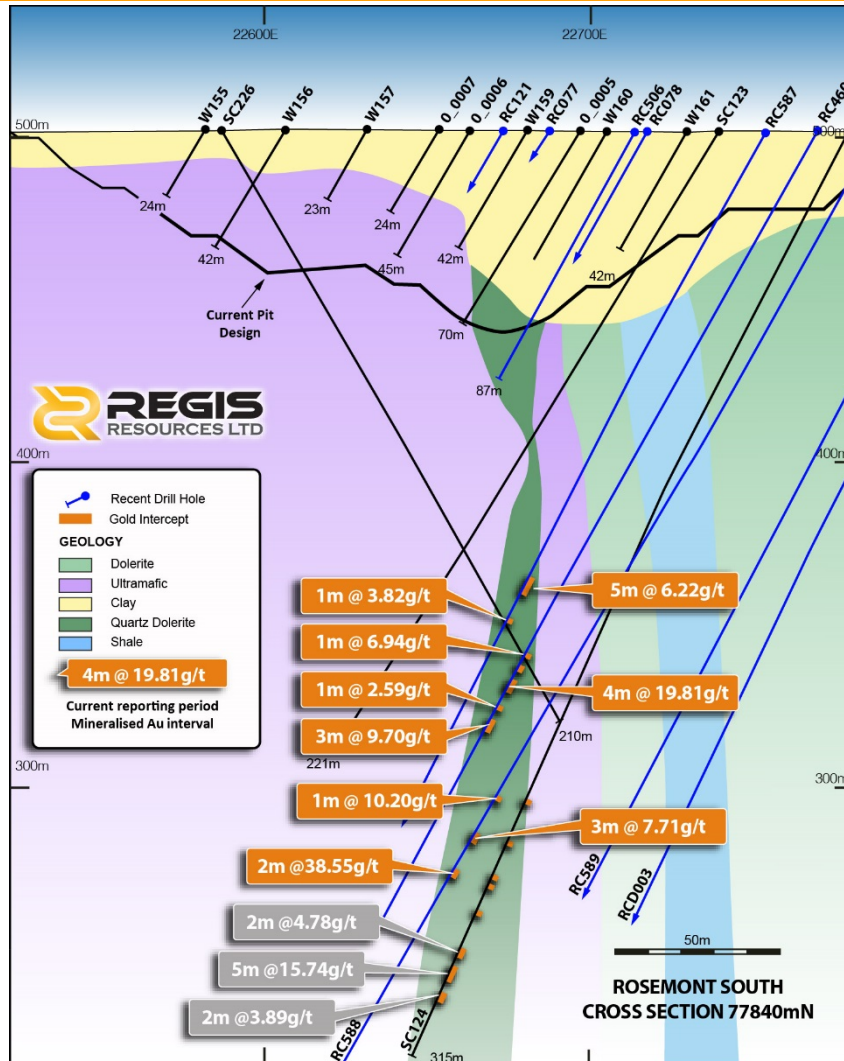 22600E
22700E
W155
SC226
W156
W157
0_0007
0_0006
RC121
W159
RC077
0_0005
W160
RC506
RC078
W161
SC123
RC587
RC460
500m
24m
42m
23m
24m
45m
42m
70m
87m
42m
Current Pit
Design
REGIS
RESOURCES LTD
400m
400m
Recent Drill Hole
Gold Intercept
GEOLOGY
Dolerite
Ultramafic
Clay
Quartz Dolerite
Shale
4m @ 19.81g/t
Current reporting period
Mineralised Au interval
1m @ 3.82g/t
5m @ 6.22g/t
1m @ 6.94g/t
1m @ 2.59g/t
4m @ 19.81g/t
3m @ 9.70g/t
210m
221m
300m
300m
1m @ 10.20g/t
3m @ 7.71g/t
2m @38.55g/t
RC589
RCD003
2m @4.78g/t
5m @15.74g/t
2m @3.89g/t
50m
ROSEMONT SOUTH
CROSS SECTION 77840mN
RC588
SC124
315m